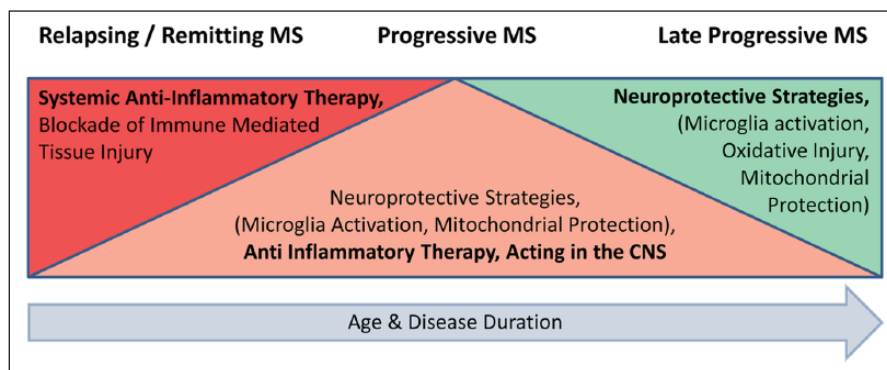 Relapsing / Remitting MS
Progressive MS
Late Progressive MS
Systemic Anti-Inflammatory Therapy,
Blockade of Immune Mediated
Tissue Injury
Neuroprotective Strategies,
(Microglia Activation, Mitochondrial Protection),
Anti Inflammatory Therapy, Acting in the CNS
Neuroprotective Strategies,
(Microglia activation,
Oxidative Injury,
Mitochondrial
Protection)
Age & Disease Duration